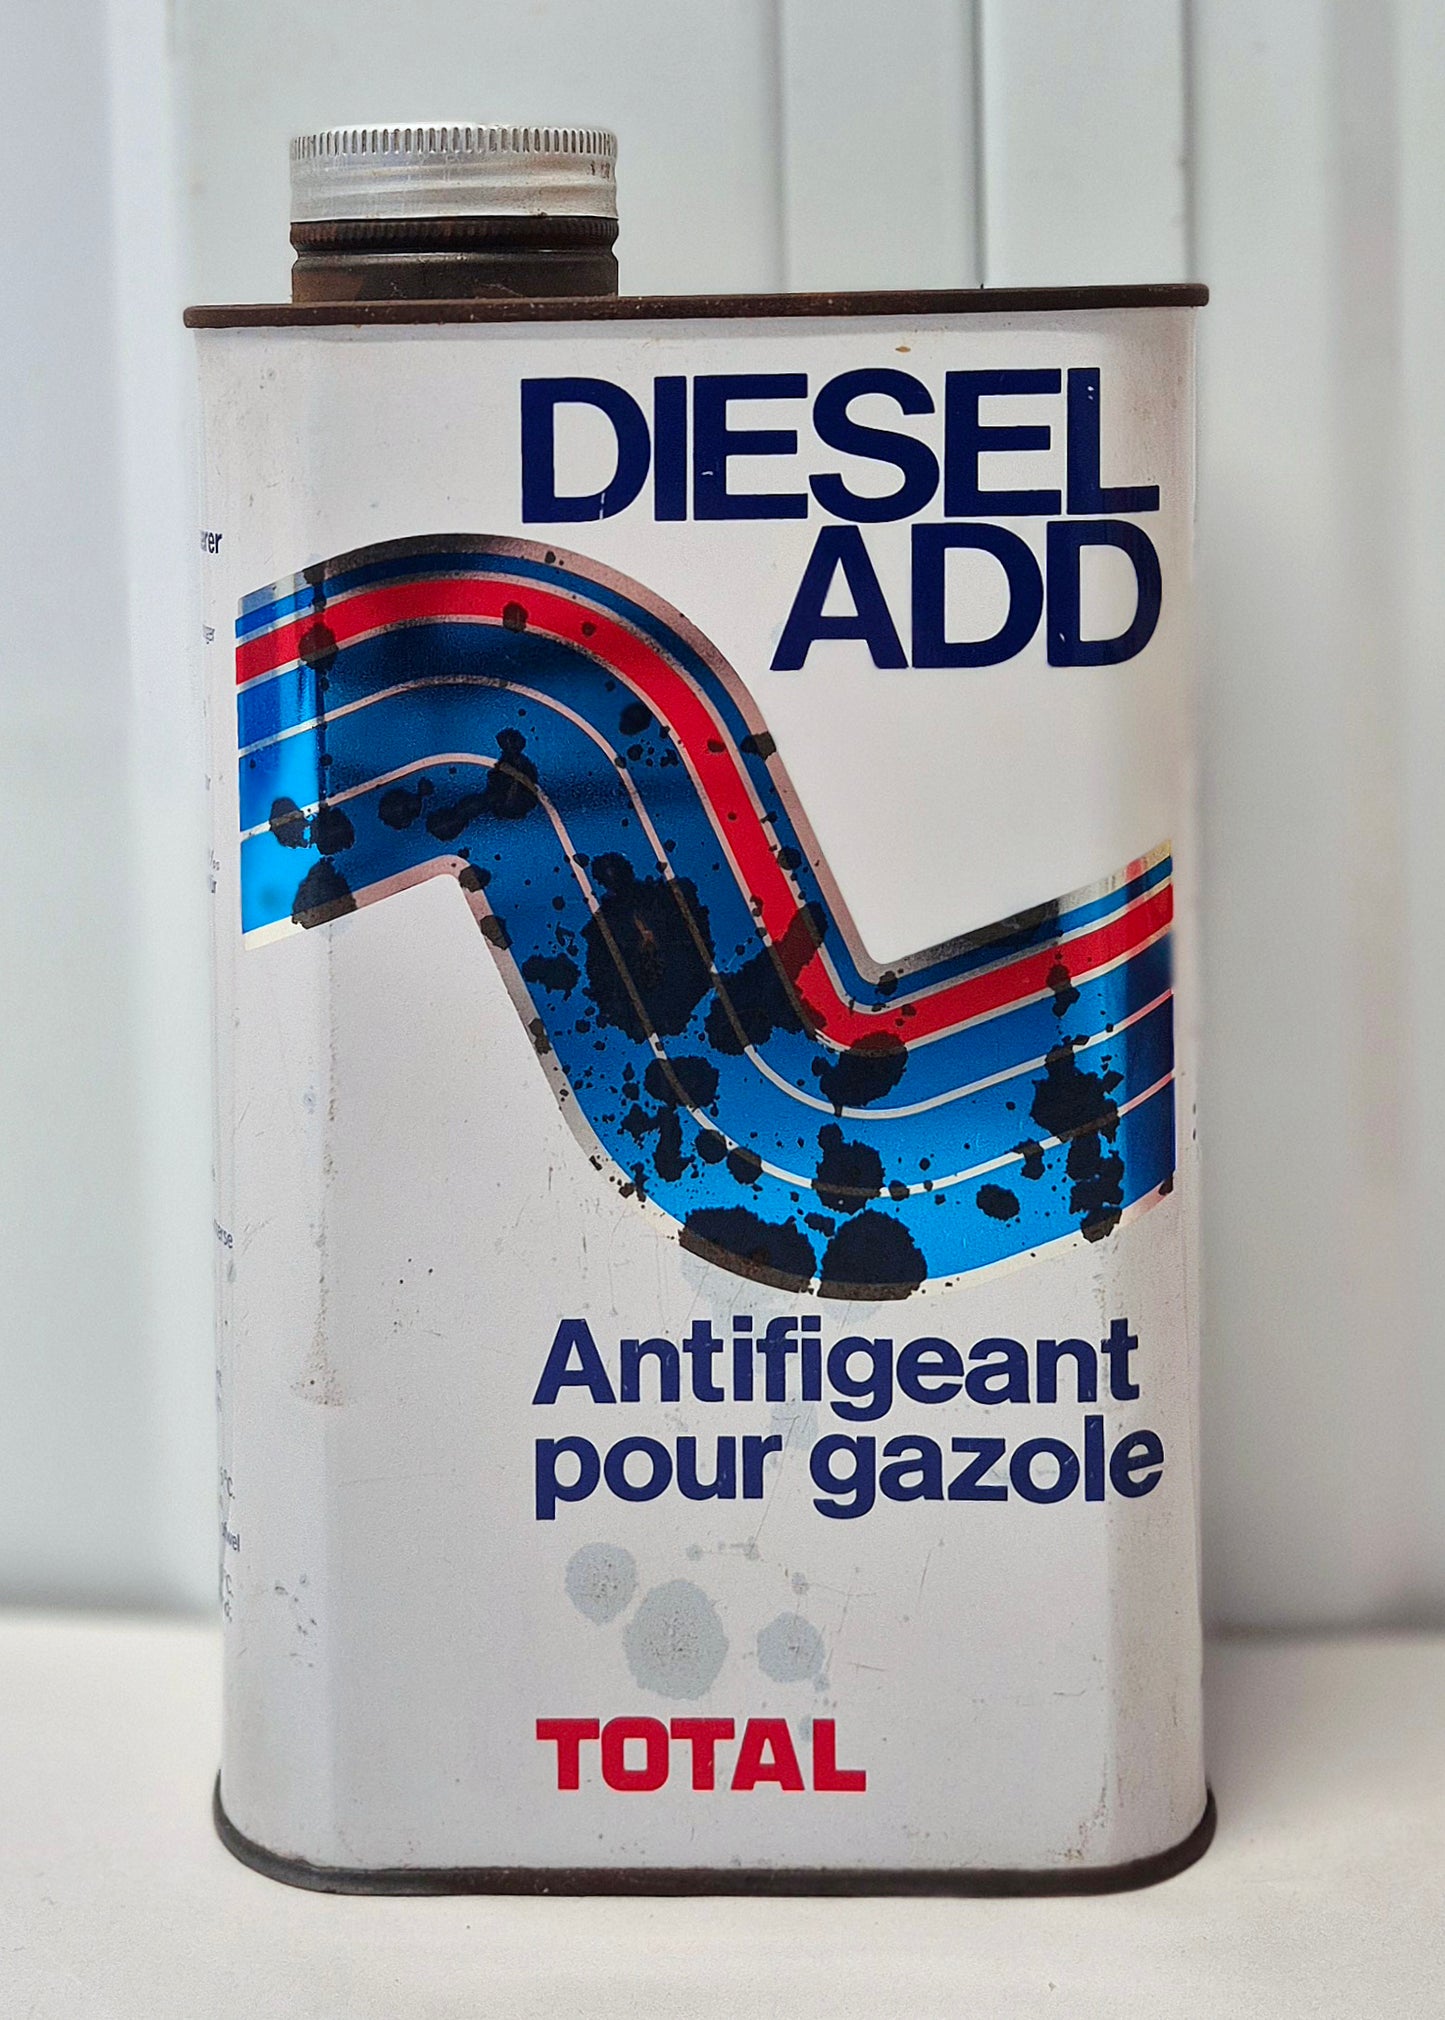 DIESEL
ADD
Antifigeant
pour gazole
TOTAL